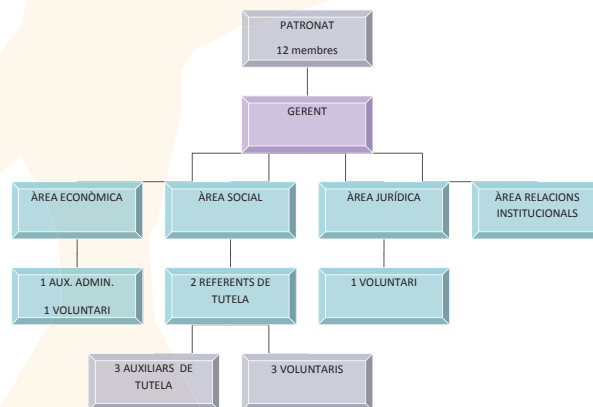 PATRONAT
12 membres
GERENT
ÀREA ECONÒMICA
ÀREA SOCIAL
ÀREA JURÍDICA
ÀREA RELACIONS
INSTITUCIONALS
1 AUX. ADMIN.
1 VOLUNTARI
2 REFERENTS DE
TUTELA
1 VOLUNTARI
3 AUXILIARS DE
TUTELA
3 VOLUNTARIS